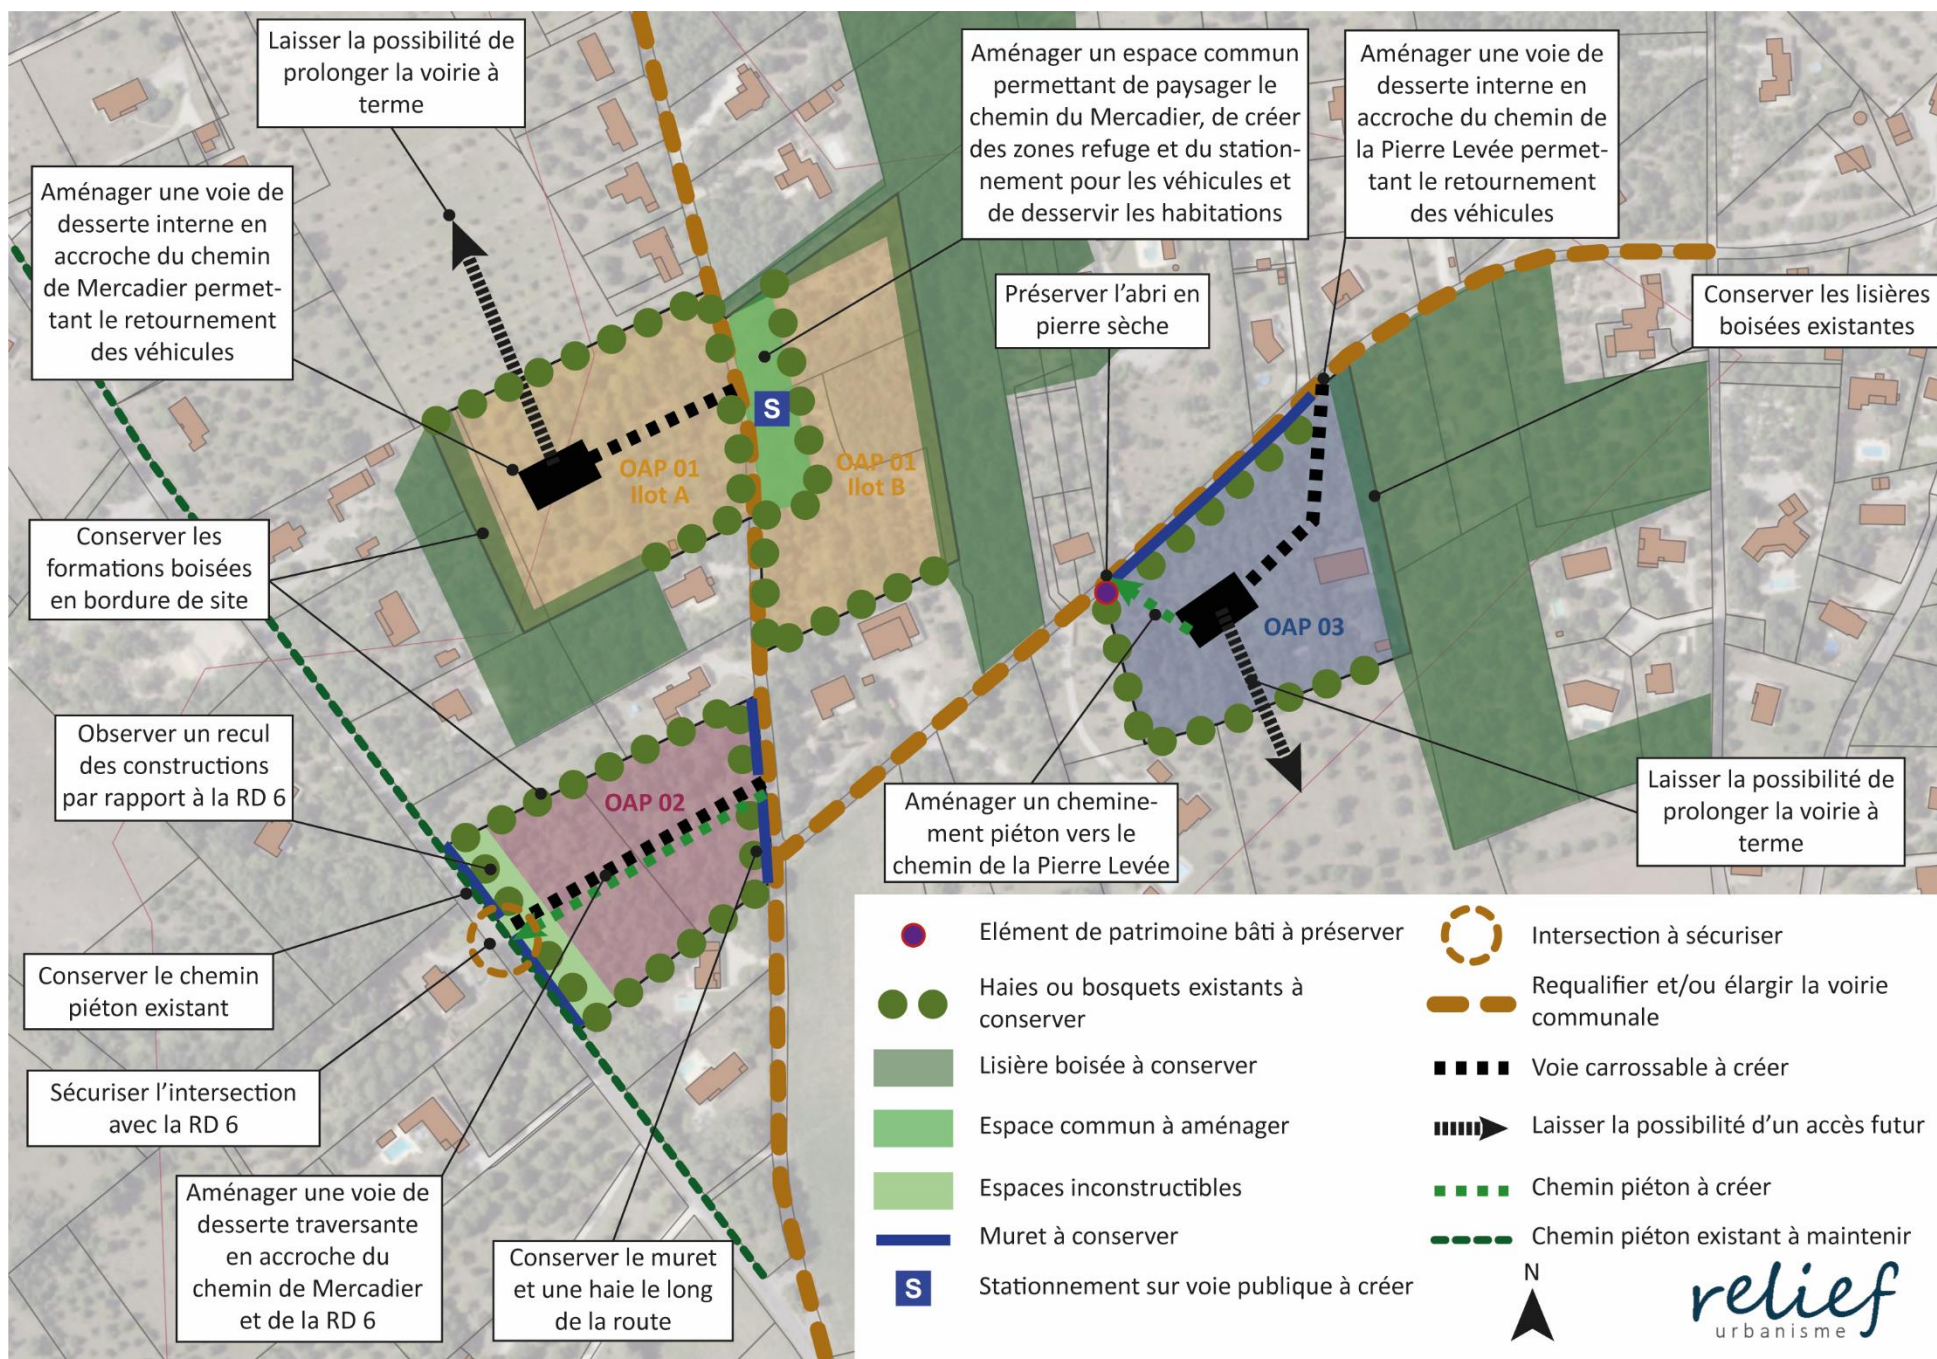 Laisser la possibilité de
prolonger la voirie à
terme
Aménager un espace commun
permettant de paysager le
chemin du Mercadier, de créer
des zones refuge et du station-
nement pour les véhicules et
de desservir les habitations
Aménager une voie de
desserte interne en
accroche du chemin de
la Pierre Levée permet-
tant le retournement
des véhicules
Aménager une voie de
desserte interne en
accroche du chemin
de Mercadier permet-
tant le retournement
des véhicules
Préserver l'abri en
pierre sèche
Conserver les lisières
boisées existantes
S
OAP 01
Ilot A
OAP 01
Ilot B
Conserver les
formations boisées
en bordure de site
OAP 03
Observer un recul
des constructions
par rapport à la RD 6
OAP 02
Aménager un chemine-
ment piéton vers le
chemin de la Pierre Levée
Laisser la possibilité de
prolonger la voirie à
terme
Conserver le chemin
piéton existant
Sécuriser l'intersection
avec la RD 6
Aménager une voie de
desserte traversante
en accroche du
chemin de Mercadier
et de la RD 6
Conserver le muret
et une haie le long
de la route
Elément de patrimoine bâti à préserver
Haies ou bosquets existants à
conserver
Lisière boisée à conserver
Espace commun à aménager
Espaces inconstructibles
Muret à conserver
S
Stationnement sur voie publique à créer
Intersection à sécuriser
Requalifier et/ou élargir la voirie
communale
Voie carrossable à créer
Laisser la possibilité d'un accès futur
Chemin piéton à créer
Chemin piéton existant à maintenir
N
relief
urbanisme